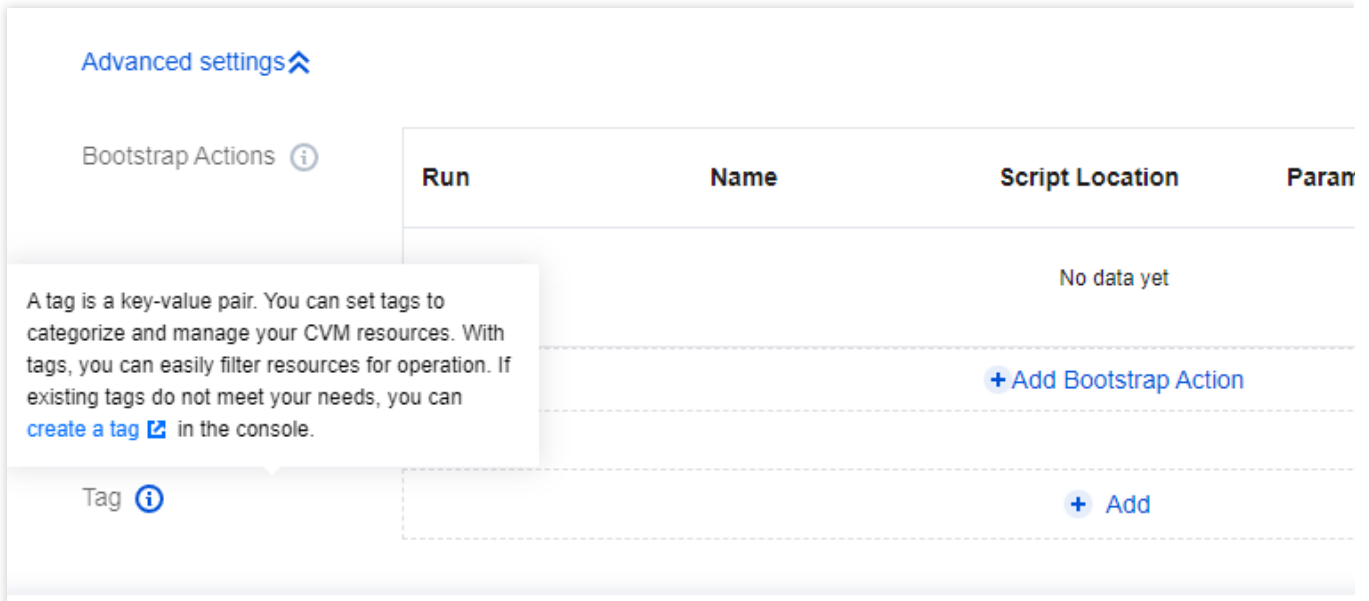 Advanced settings
Bootstrap Actions
Run Name Script Location Param
No data yet
A tag is a key-value pair. You can set tags to
categorize and manage your CVM resources. With
tags, you can easily filter resources for operation. If
existing tags do not meet your needs, you can
create a tag in the console.
+ Add Bootstrap Action
Tag
+ Add